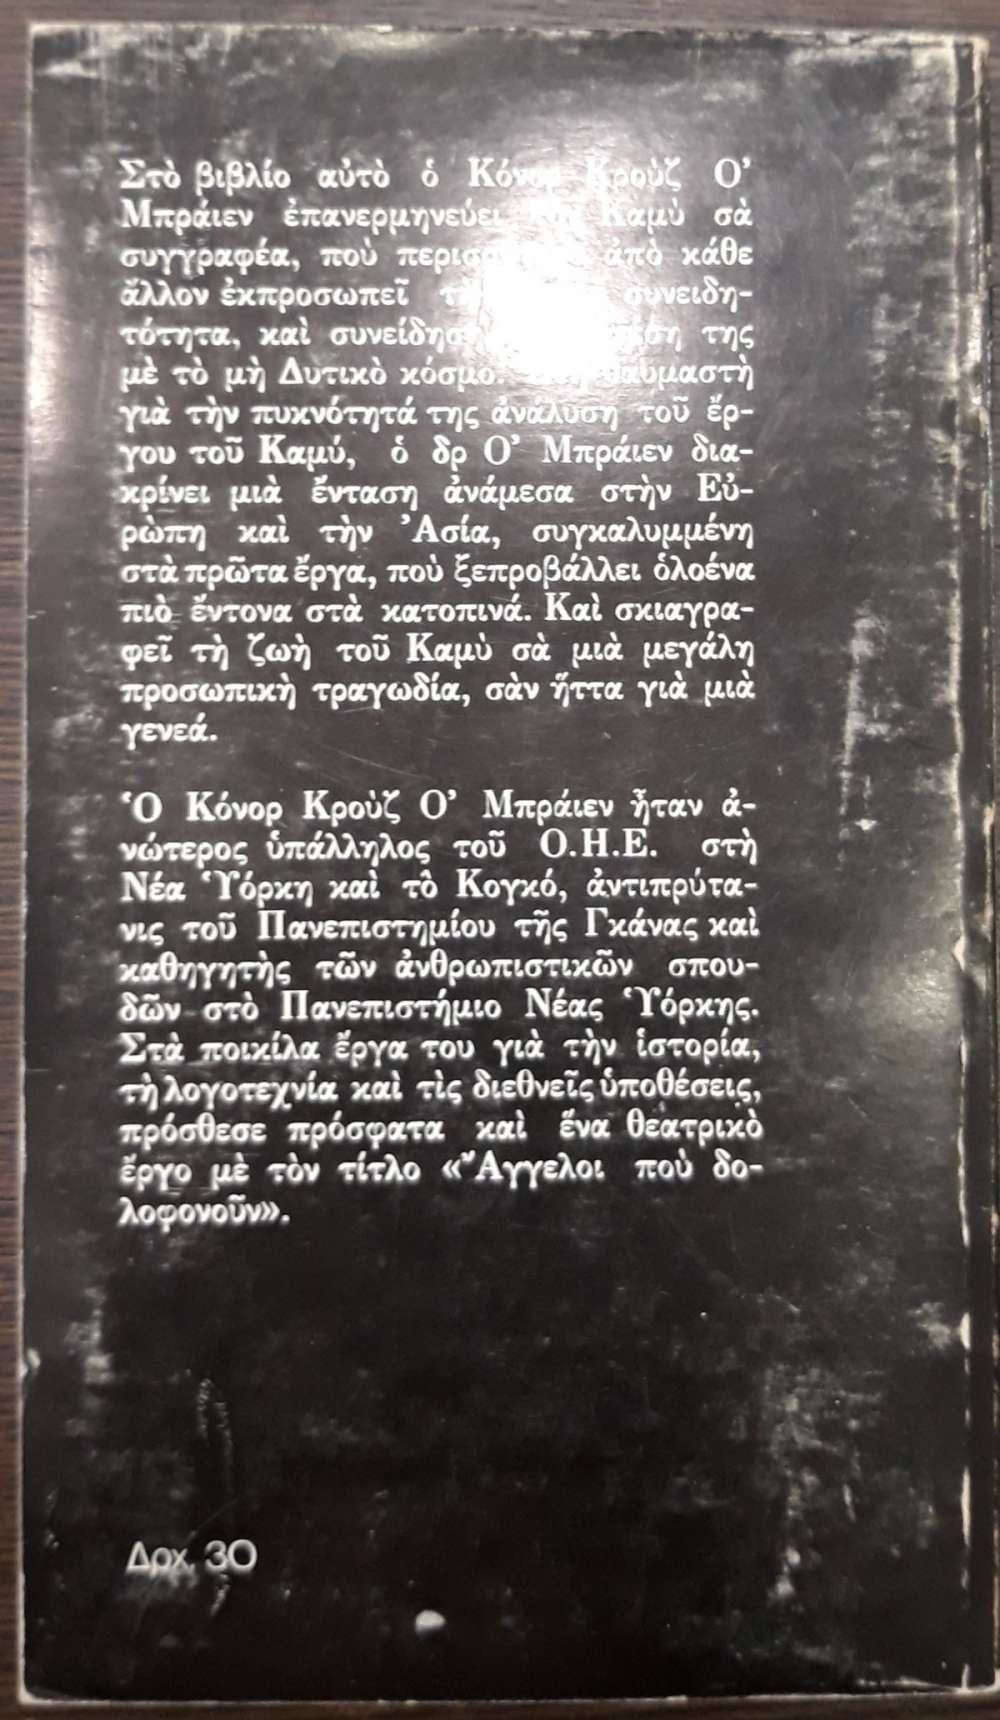 Στὸ βιβλίο αὐτὸ ὁ Κόνορ Κροὺζ Ο'
Μπράιεν ἐπανερμηνεύει τὸν Καμὺ σὰ
συγγραφέα, ποὺ ἀπὸ κάθε
ἄλλον ἐκπροσωπεῖ συνειδη-
τότητα, καὶ της
μὲ τὸ μὴ Δυτικὸ κόσμο. θαυμαστὴ
γιὰ τὴν πυκνότητά της ἀνάλυση τοῦ ἔρ-
γου τοῦ Καμύ, ὁ δρ Ο' Μπράιεν δια-
κρίνει μιὰ ἔνταση ἀνάμεσα στὴν Εὐ-
ρὼπη καὶ τὴν Ἀσία, συγκαλυμμένη
στὰ πρῶτα ἔργα, ποὺ ξεπροβάλλει ὁλοένα
πιὸ ἔντονα στὰ κατοπινά. Καὶ σκιαγρα-
φεῖ τὴ ζωὴ τοῦ Καμὺ σὰ μιὰ μεγάλη
προσωπικὴ τραγωδία, σὰν ἥττα γιὰ μιὰ
γενεά.
Ὁ Κόνορ Κροὺζ Ο' Μπράιεν ἦταν ἀ-
νώτερος ὑπάλληλος τοῦ Ο.Η.Ε. στὴ
Νέα Ὑόρκη καὶ τὸ Κογκό, ἀντιπρύτα-
νις τοῦ Πανεπιστημίου τῆς Γκάνας καὶ
καθηγητὴς τῶν ἀνθρωπιστικῶν σπου-
δῶν στὸ Πανεπιστήμιο Νέας Ὑόρκης.
Στὰ ποικίλα ἔργα του γιὰ τὴν ἱστορία,
τὴ λογοτεχνία καὶ τὶς διεθνεῖς ὑποθέσεις,
πρόσθεσε πρόσφατα καὶ ἕνα θεατρικὸ
ἔργο μὲ τὸν τίτλο «Ἄγγελοι ποὺ δο-
λοφονοῦν».
Δρχ. 30